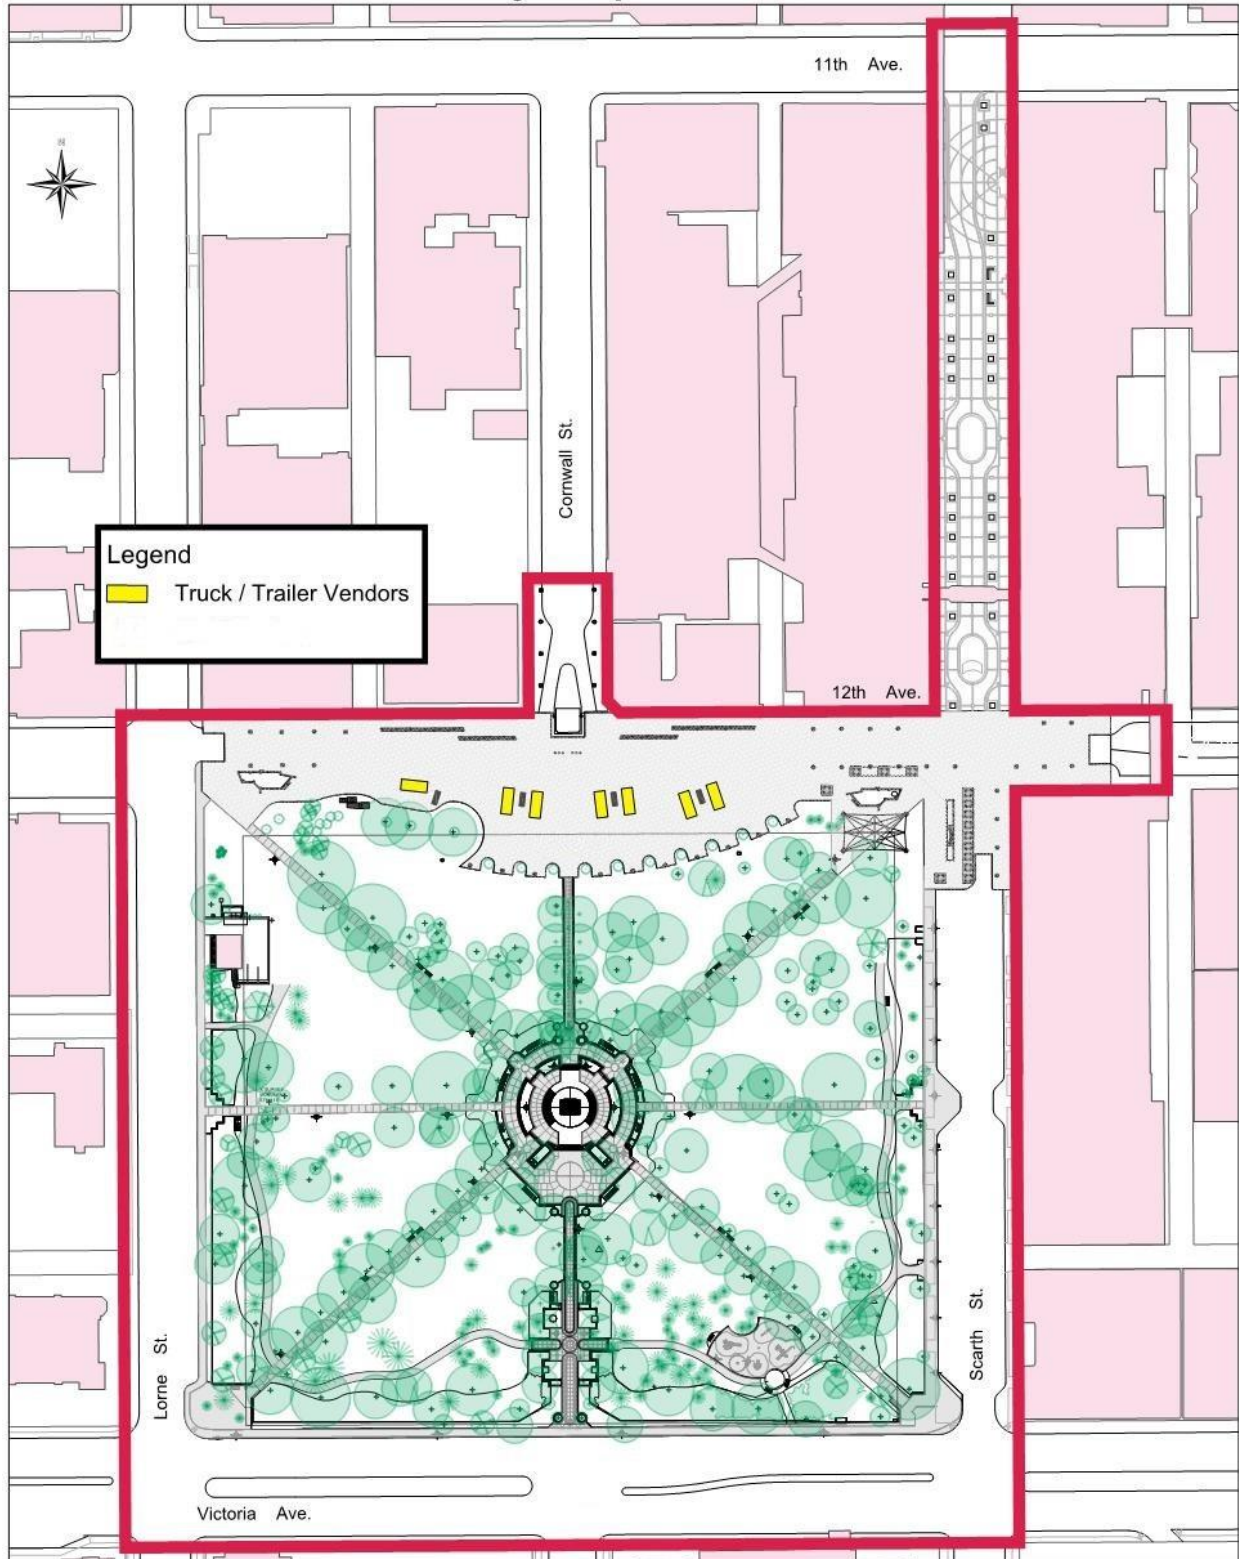 11th Ave.
Cornwall St.
Legend
Truck / Trailer Vendors
12th Ave.
Lorne St.
Scarth St.
Victoria Ave.